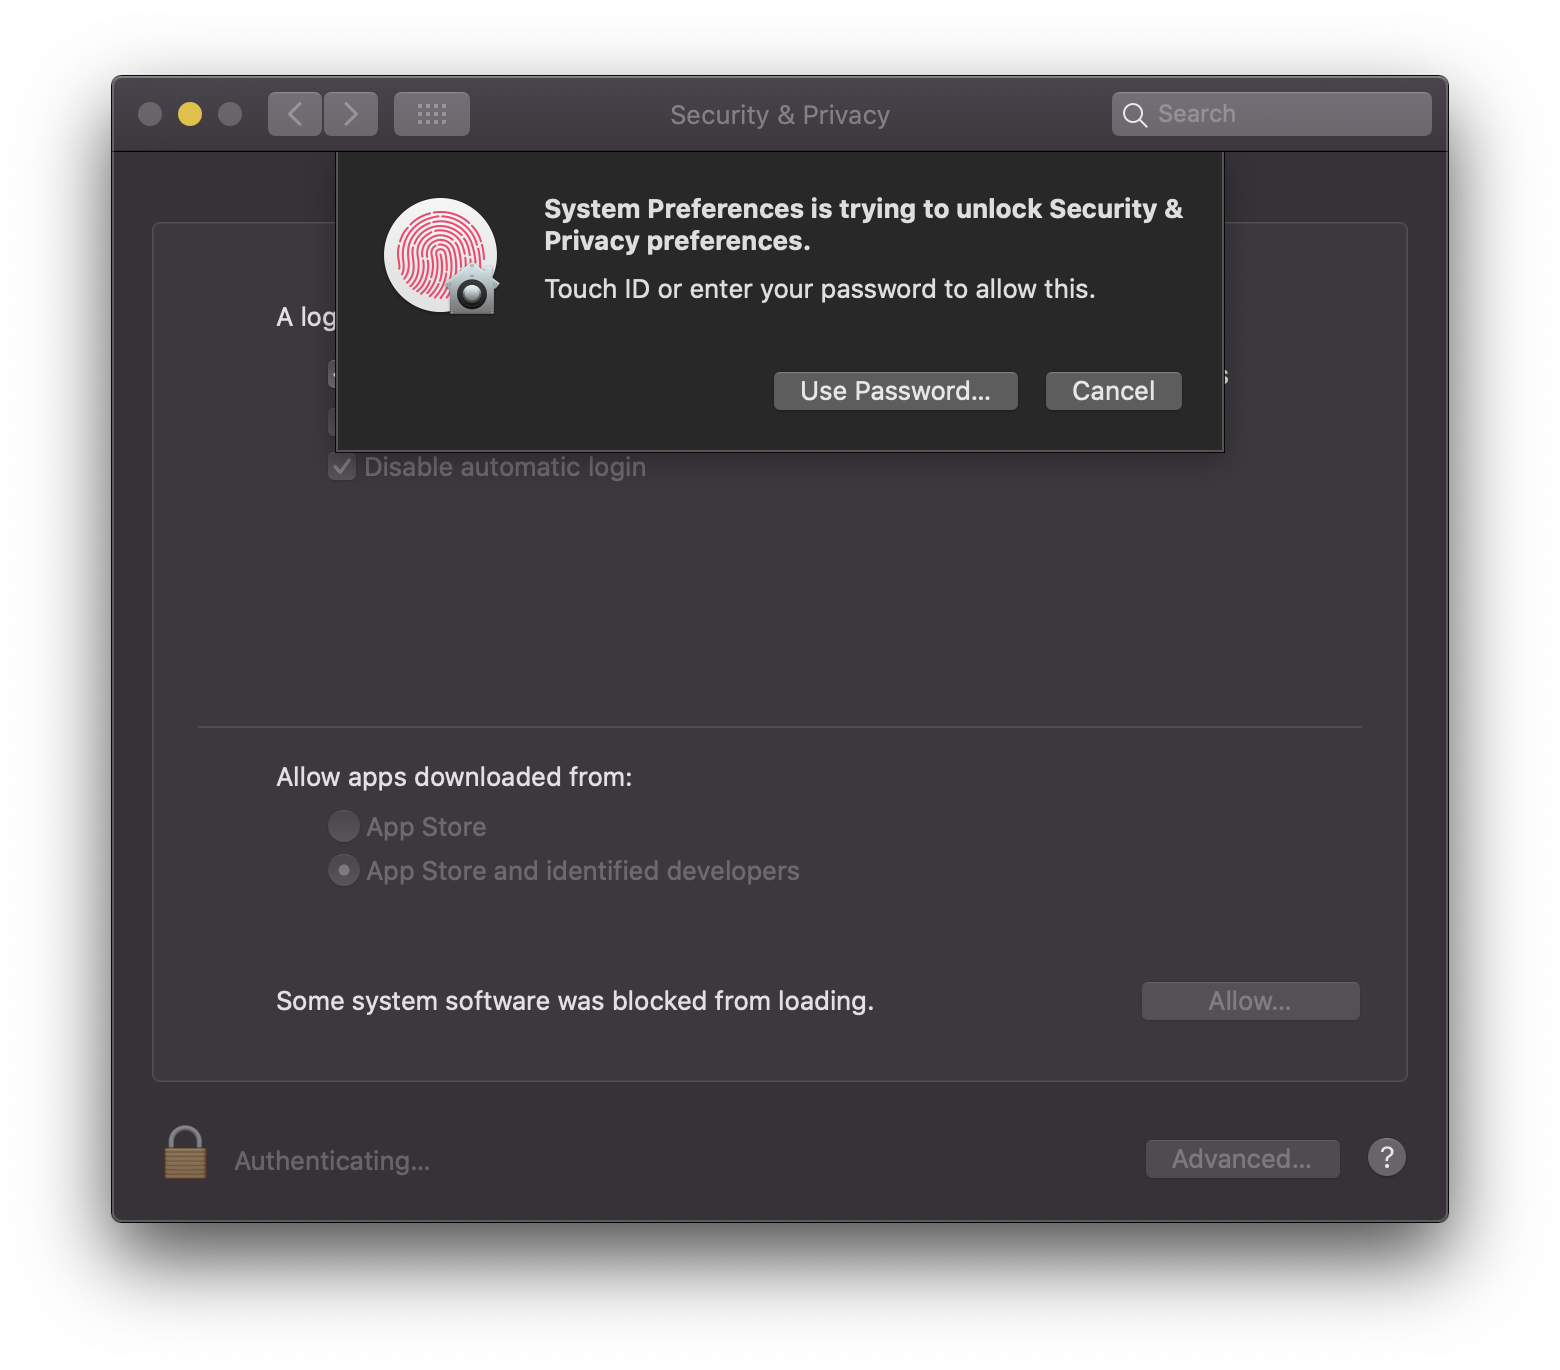 Security & Privacy
Search
System Preferences is trying to unlock Security &
Privacy preferences.
Touch ID or enter your password to allow this.
A log
Use Password...
Cancel
Disable automatic login
Allow apps downloaded from:
App Store
App Store and identified developers
Some system software was blocked from loading.
Allow...
Authenticating...
Advanced...
?